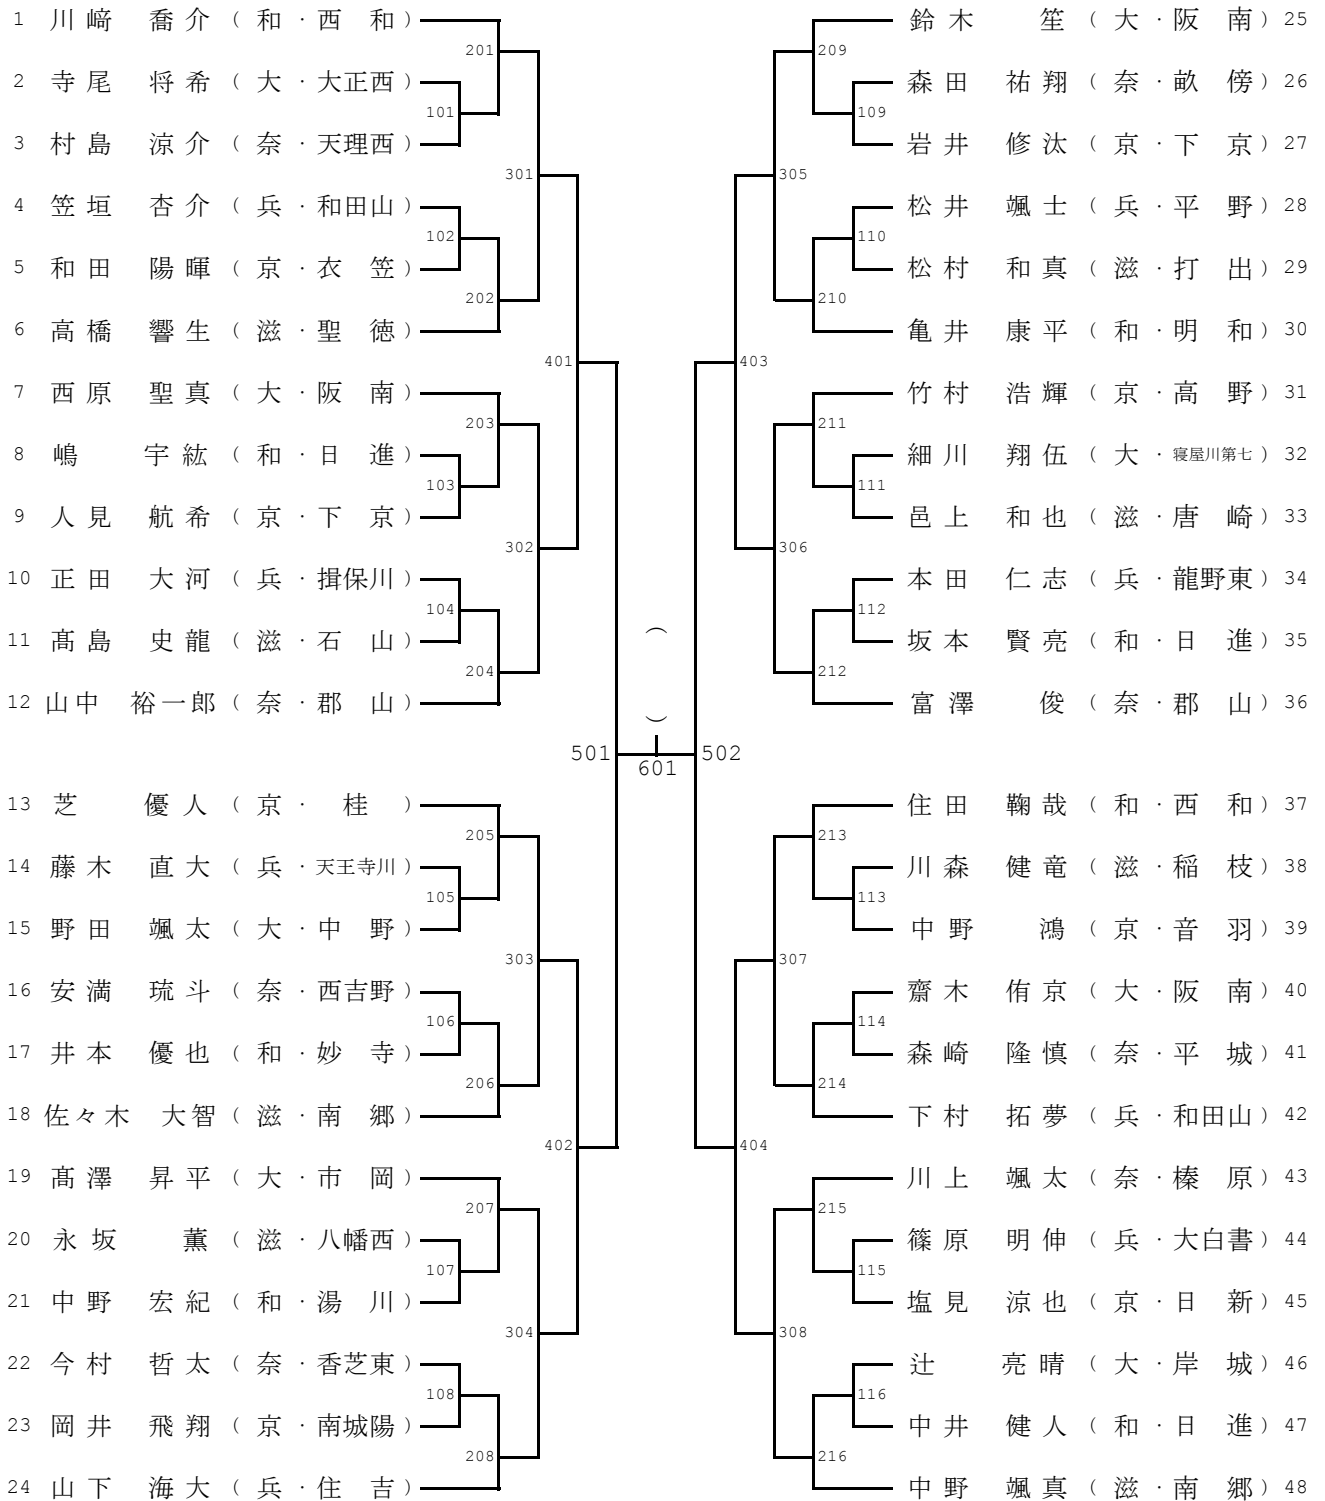 1 川﨑 喬介 （和・西 和）
201
2 寺尾 将希 （大・大正西）
101
3 村島 涼介 （奈・天理西）
301
4 笠垣 杏介 （兵・和田山）
102
5 和田 陽暉 （京・衣 笠）
202
6 高橋 響生 （滋・聖 徳）
401
7 西原 聖真 （大・阪 南）
203
8 嶋 宇紘 （和・日 進）
103
9 人見 航希 （京・下 京）
302
10 正田 大河 （兵・揖保川）
104
11 髙島 史龍 （滋・石 山）
204
12 山中 裕一郎 （奈・郡 山）
501
13 芝 優人 （京・ 桂 ）
205
14 藤木 直大 （兵・天王寺川）
105
15 野田 颯太 （大・中 野）
303
16 安満 琉斗 （奈・西吉野）
106
17 井本 優也 （和・妙 寺）
206
18 佐々木 大智 （滋・南 郷）
402
19 髙澤 昇平 （大・市 岡）
207
20 永坂 薫 （滋・八幡西）
107
21 中野 宏紀 （和・湯 川）
304
22 今村 哲太 （奈・香芝東）
108
23 岡井 飛翔 （京・南城陽）
208
24 山下 海大 （兵・住 吉）
（ ）
601
鈴木 笙 （大・阪 南） 25
209
森田 祐翔 （奈・畝 傍） 26
109
岩井 修汰 （京・下 京） 27
305
松井 颯士 （兵・平 野） 28
110
松村 和真 （滋・打 出） 29
210
亀井 康平 （和・明 和） 30
403
竹村 浩輝 （京・高 野） 31
211
細川 翔伍 （大・寝屋川第七） 32
111
邑上 和也 （滋・唐 崎） 33
306
本田 仁志 （兵・龍野東） 34
112
坂本 賢亮 （和・日 進） 35
212
富澤 俊 （奈・郡 山） 36
502
住田 鞠哉 （和・西 和） 37
213
川森 健竜 （滋・稲 枝） 38
113
中野 鴻 （京・音 羽） 39
307
齋木 侑京 （大・阪 南） 40
114
森崎 隆慎 （奈・平 城） 41
214
下村 拓夢 （兵・和田山） 42
404
川上 颯太 （奈・榛 原） 43
215
篠原 明伸 （兵・大白書） 44
115
塩見 涼也 （京・日 新） 45
308
辻 亮晴 （大・岸 城） 46
116
中井 健人 （和・日 進） 47
216
中野 颯真 （滋・南 郷） 48